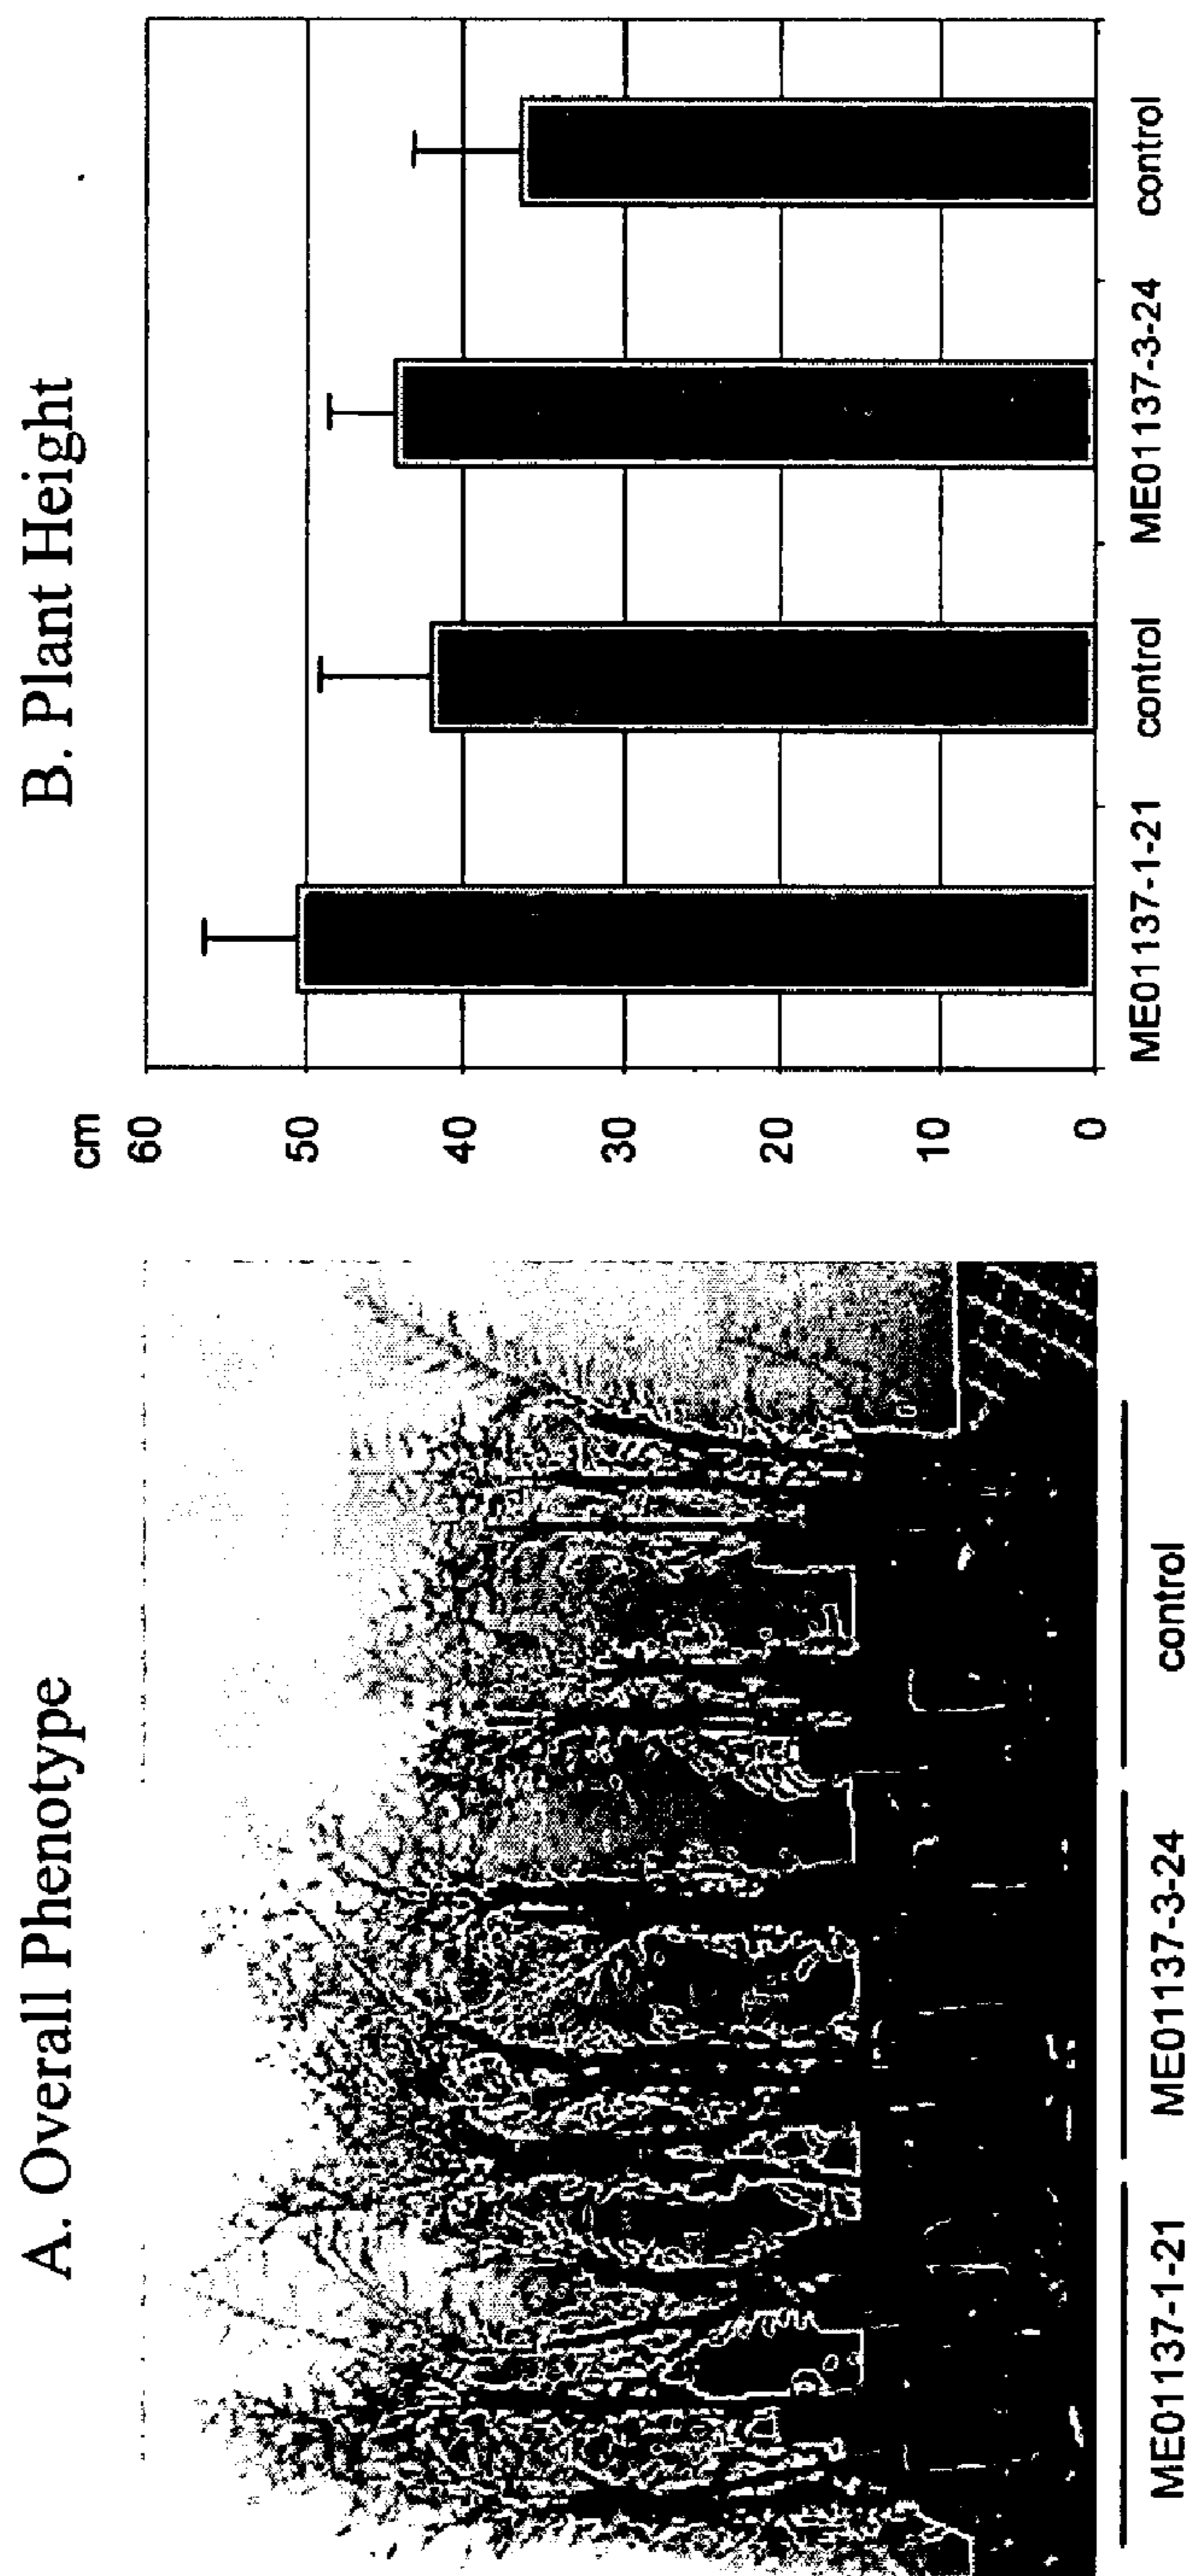 A. Overall Phenotype
ME01137-1-21
ME01137-3-24
control
B. Plant Height
cm
60
50
40
30
20
10
0
ME01137-1-21
control
ME01137-3-24
control